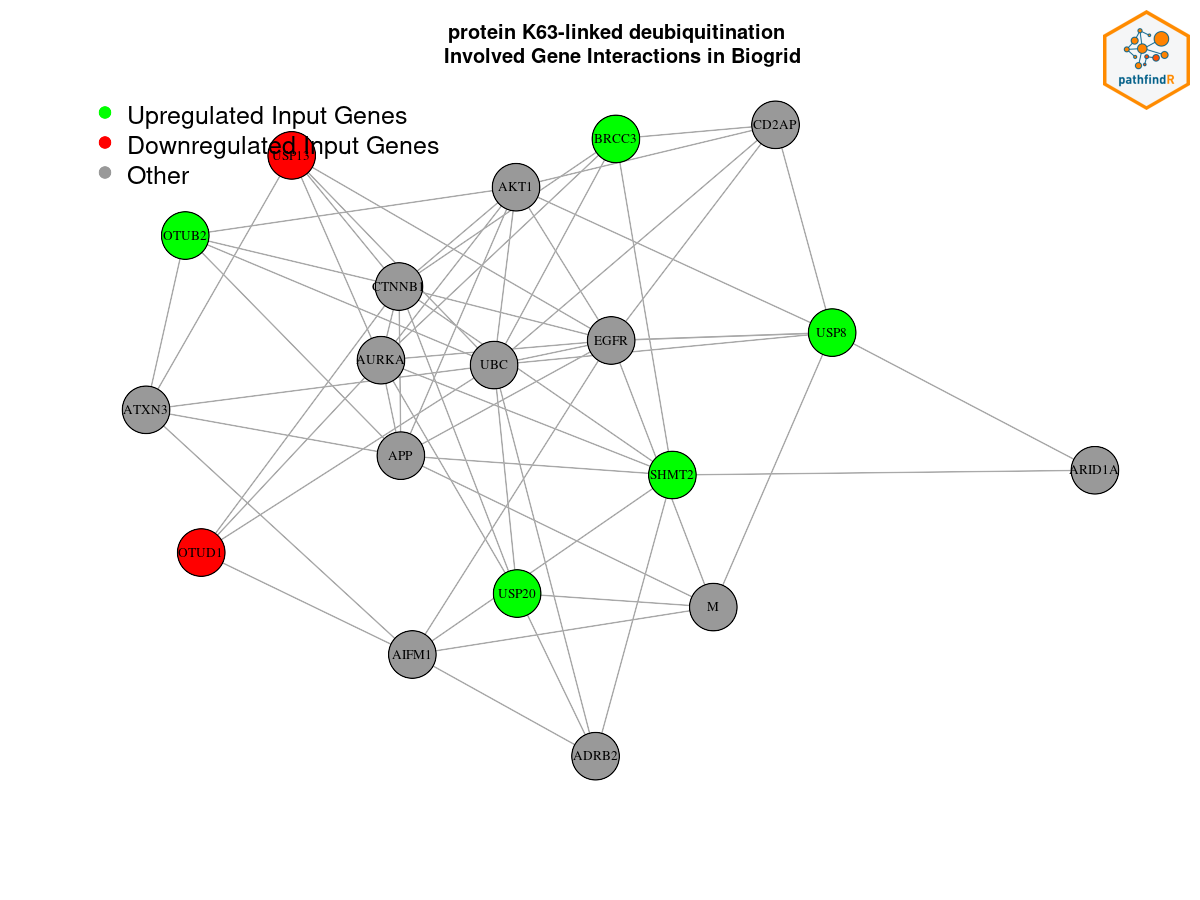 protein K63-linked deubiquitination
Involved Gene Interactions in Biogrid
pathfindR
Upregulated Input Genes
Downregulated Input Genes
Other
CD2AP
BRCC3
USP13
AKT1
OTUB2
CTNNB1
USP8
EGFR
AURKA
UBC
ATXN3
APP
ARID1A
SHMT2
OTUD1
USP20
M
AIFM1
ADRB2